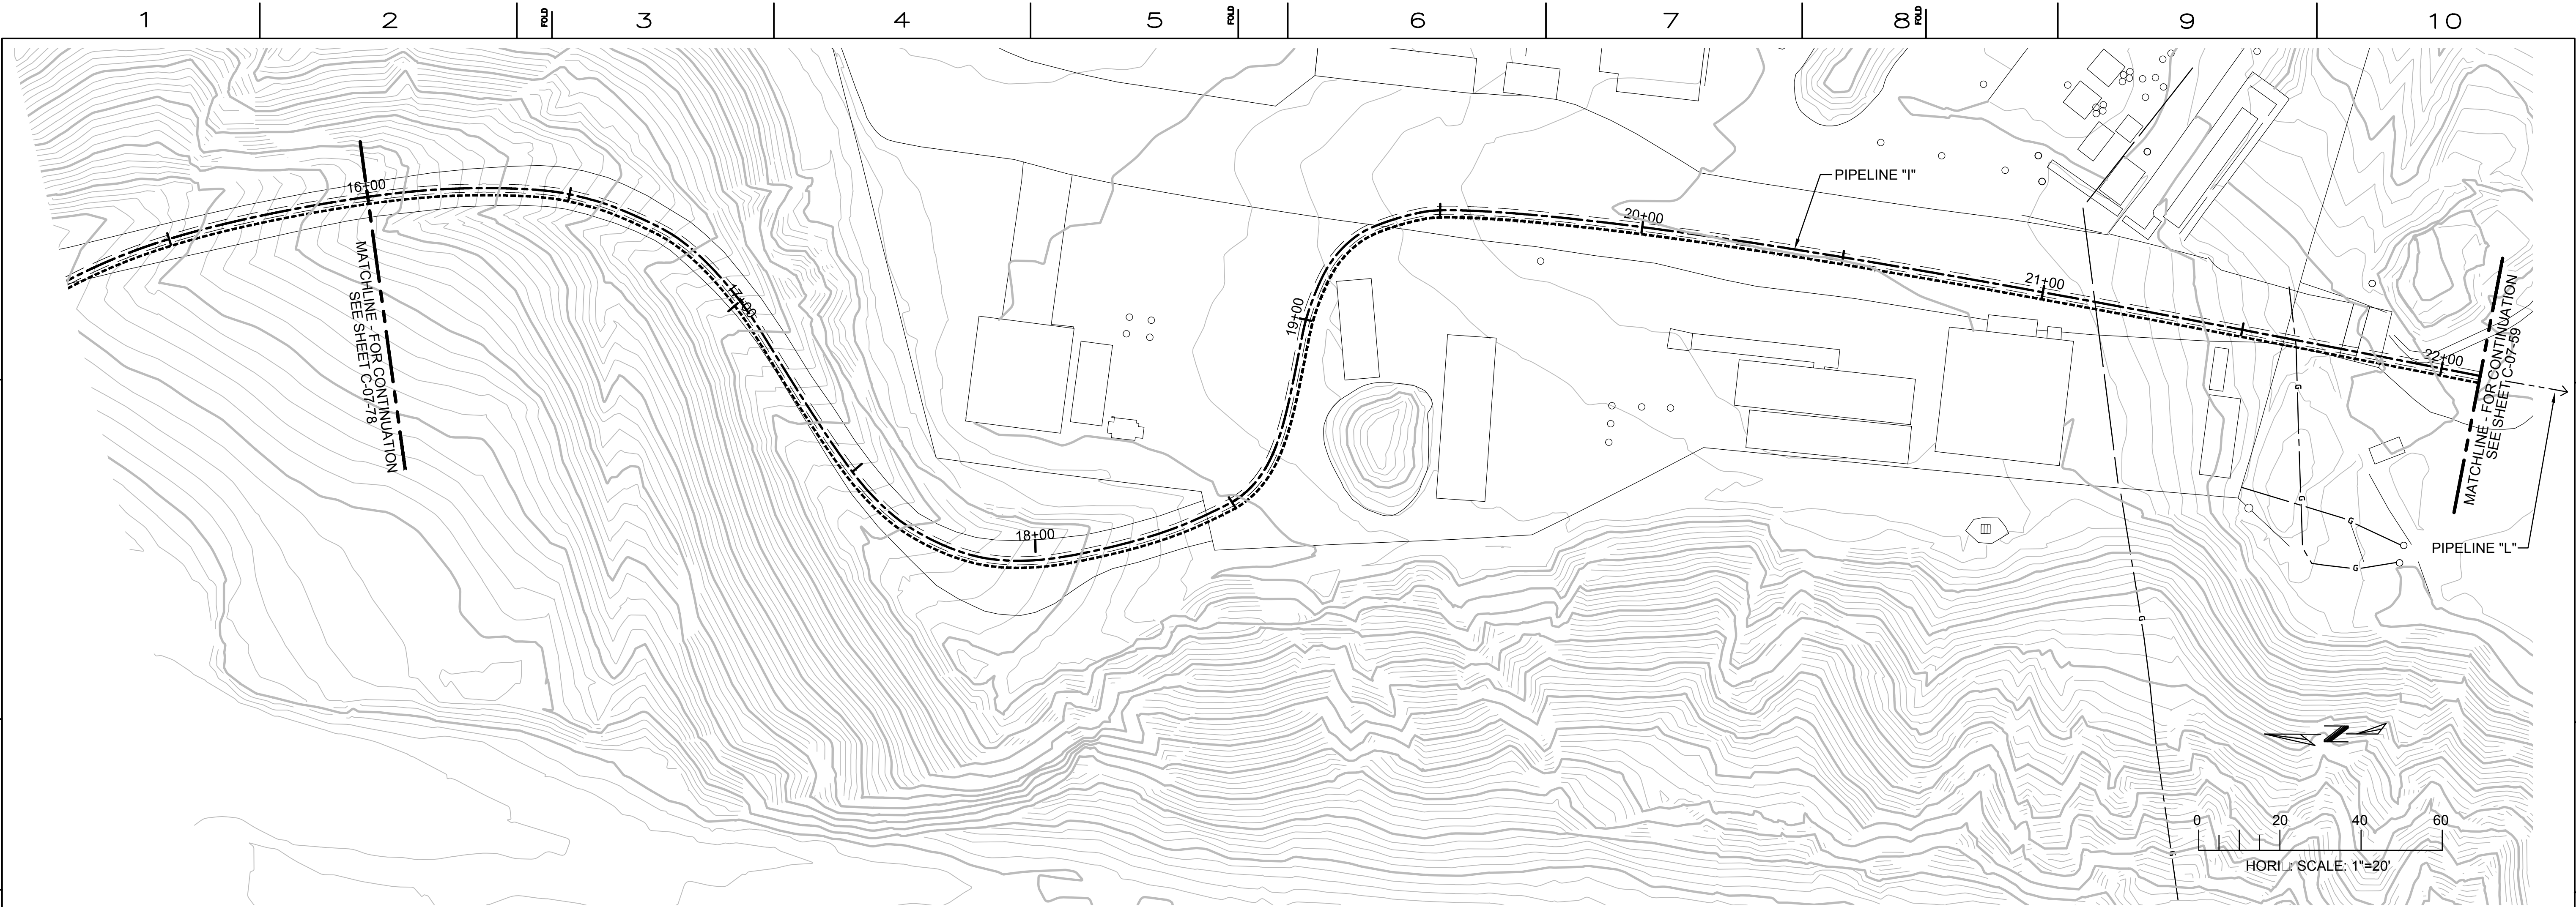 1 2 FOLD 3 4 5 FOLD 6 7 8 FOLD 9 10
16+00
MATCHLINE - FOR CONTINUATION
SEE SHEET C-07-78
17+00
18+00
19+00
20+00
PIPELINE "I"
21+00
22+00
MATCHLINE - FOR CONTINUATION
SEE SHEET C-07-59
PIPELINE "L"
G
G
G
G
G
G
Z
0 20 40 60
HORI : SCALE: 1"=20'